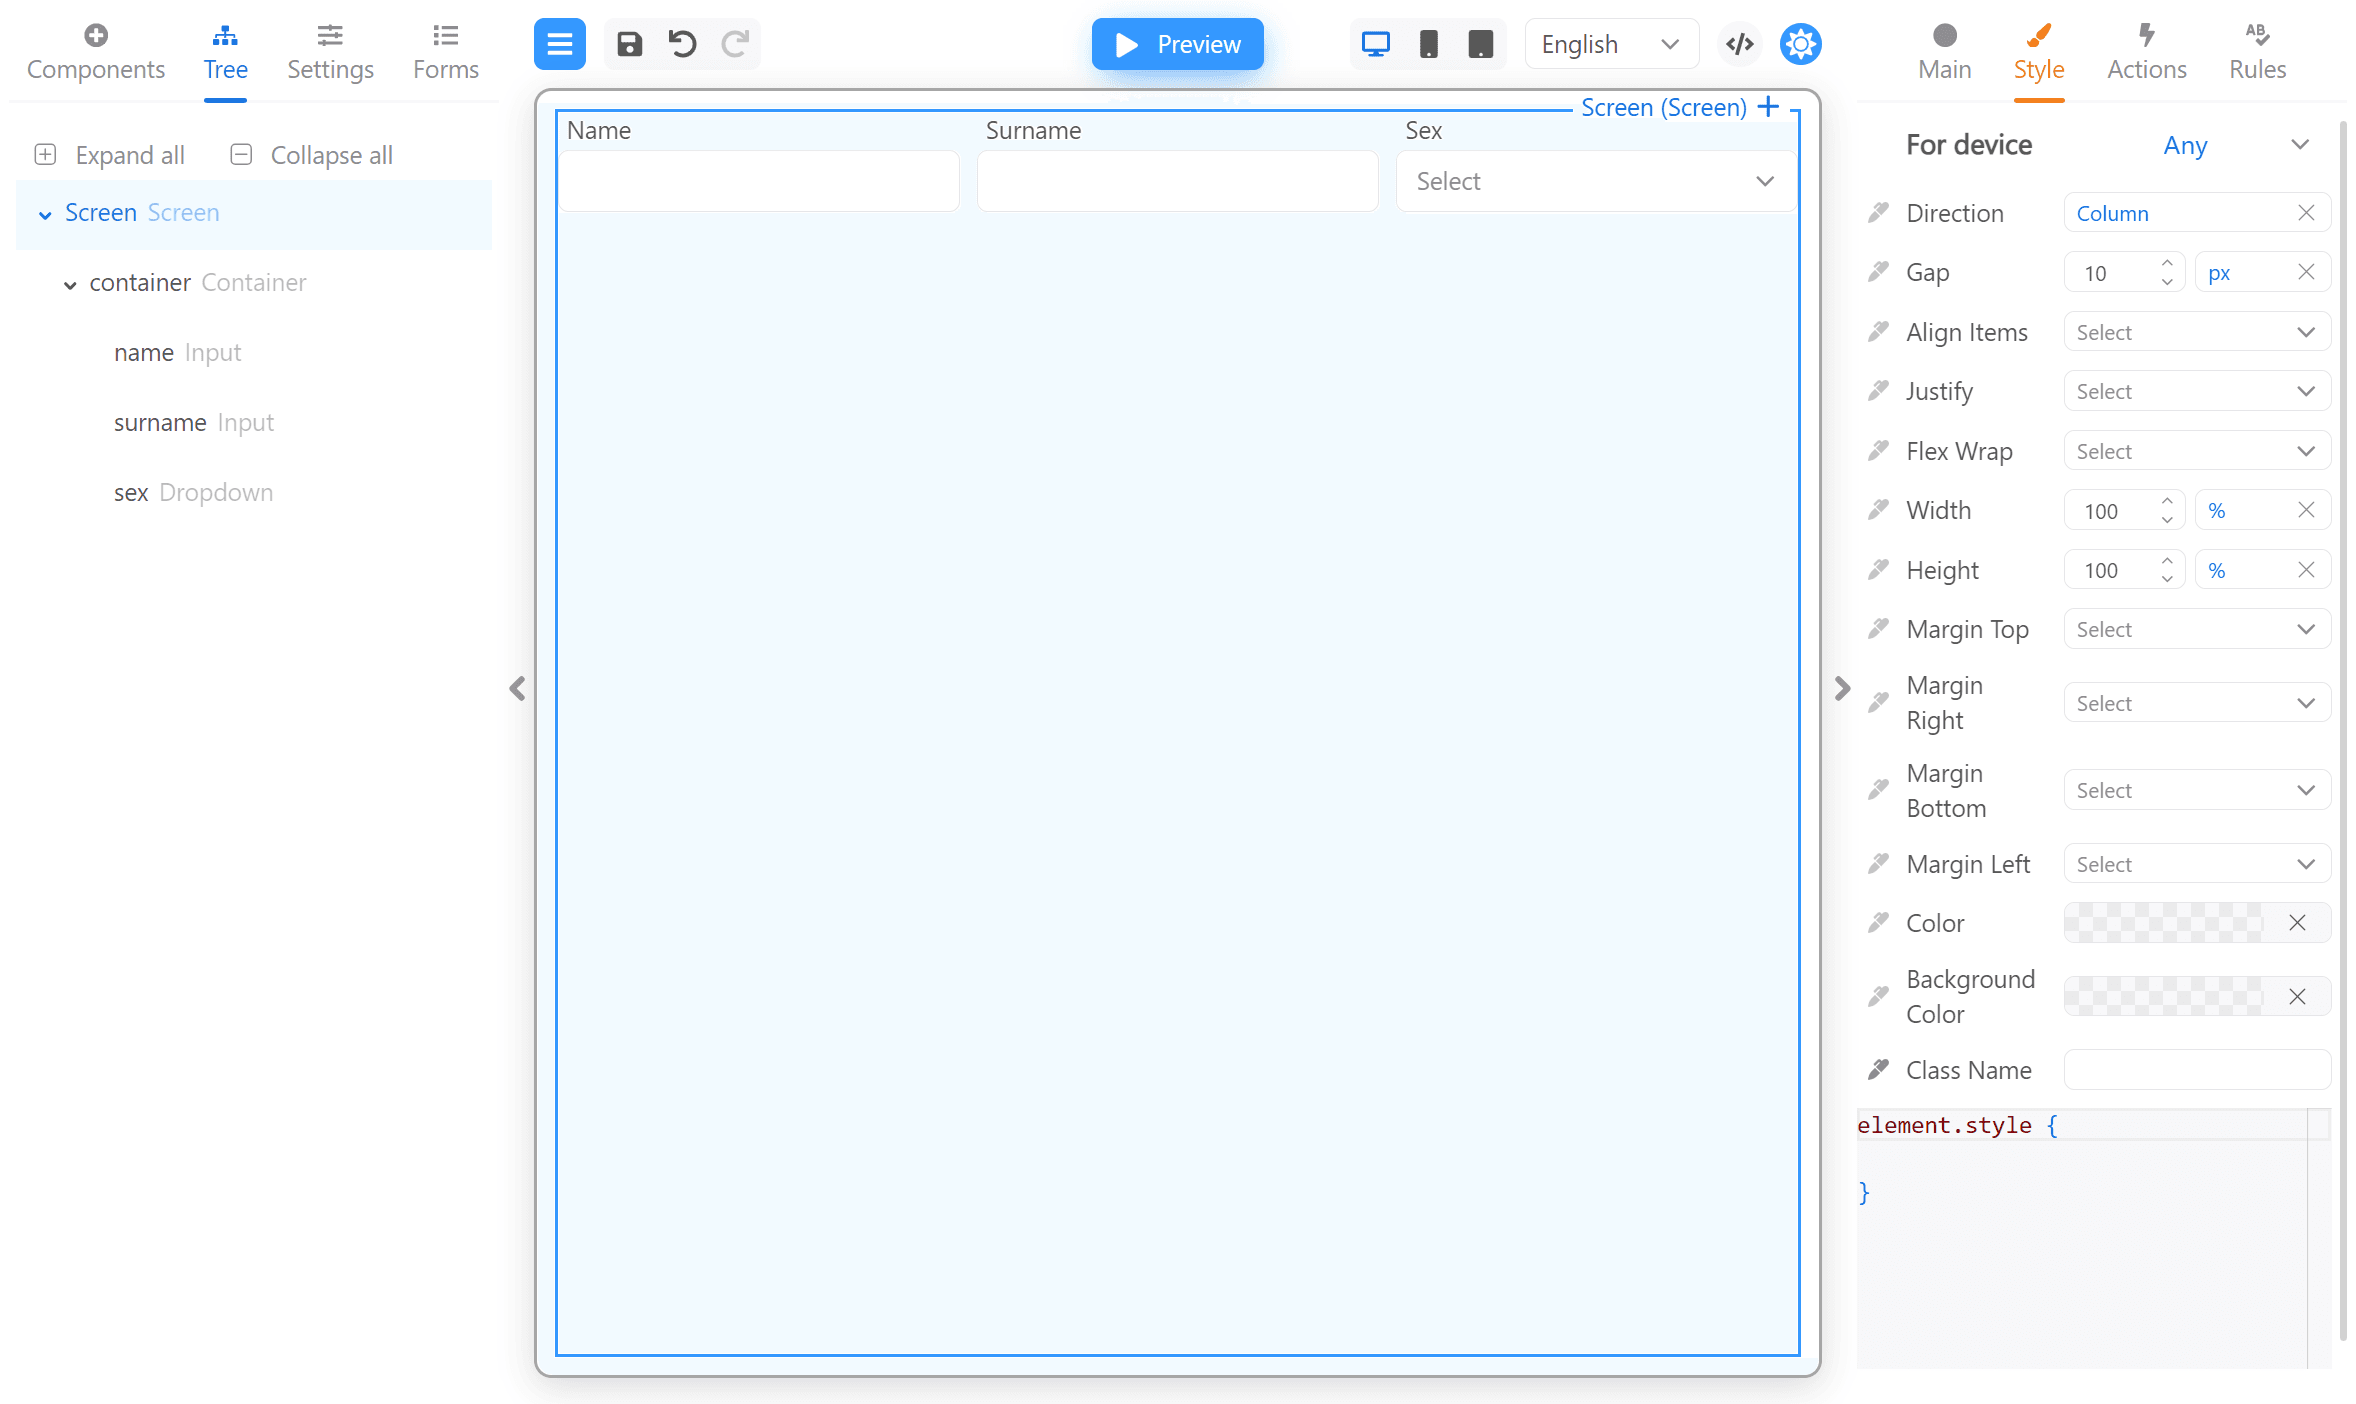 Components Tree Settings Forms
Preview
English
Main Style Actions Rules
Expand all Collapse all
Screen Screen
container Container
name Input
surname Input
sex Dropdown
Screen (Screen)
Name Surname Sex
Select
For device Any
Direction Column
Gap 10 px
Align Items Select
Justify Select
Flex Wrap Select
Width 100 %
Height 100 %
Margin Top Select
Margin
Right Select
Margin
Bottom Select
Margin Left Select
Color
Background
Color
Class Name
element.style {
}